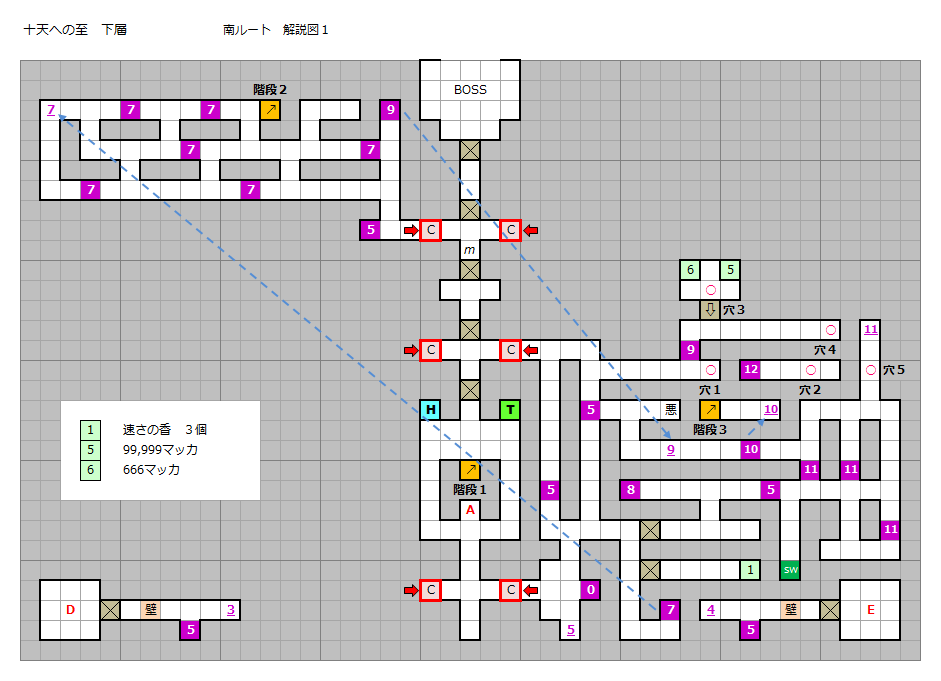 十天への至　下層　南ルート　解説図１
BOSS
階段２
7 7 7 9
7 7
7 7
5 C C
m
6 5
穴３
11
C C 9 穴４
12 穴５
穴１ 穴２
H T 5 悪 10
1 速さの香　３個 階段３
5 99,999マッカ 9 10
6 666マッカ 11 11
階段１ 5 8 5
A
11
1 SW
C C 0
D 壁 3 7 4 壁 E
5 5 5